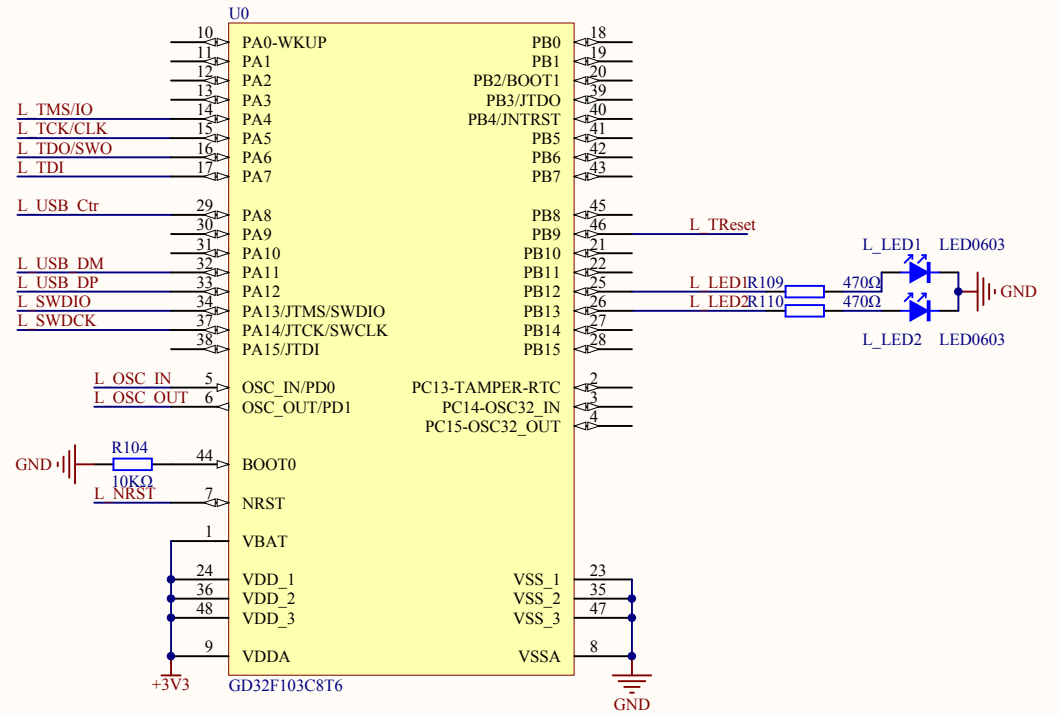 U0
10 PA0-WKUP PB0 18
11 PA1 PB1 19
12 PA2 PB2/BOOT1 20
13 PA3 PB3/JTDO 39
L_TMS/IO 14 PA4 PB4/JNTRST 40
L_TCK/CLK 15 PA5 PB5 41
L_TDO/SWO 16 PA6 PB6 42
L_TDI 17 PA7 PB7 43
L_USB_Ctr 29 PA8 PB8 45
30 PA9 PB9 46 L_TReset
31 PA10 PB10 21 L_LED1 LED0603
L_USB_DM 32 PA11 PB11 22
L_USB_DP 33 PA12 PB12 25 L_LED1 R109 470Ω GND
L_SWDIO 34 PA13/JTMS/SWDIO PB13 26 L_LED2 R110 470Ω
L_SWDCK 37 PA14/JTCK/SWCLK PB14 27
38 PA15/JTDI PB15 28 L_LED2 LED0603
L_OSC_IN 5 OSC_IN/PD0 PC13-TAMPER-RTC 2
L_OSC_OUT 6 OSC_OUT/PD1 PC14-OSC32_IN 3
PC15-OSC32_OUT 4
R104
GND 44 BOOT0
10KΩ
L_NRST 7 NRST
1 VBAT
24 VDD_1 VSS_1 23
36 VDD_2 VSS_2 35
48 VDD_3 VSS_3 47
9 VDDA VSSA 8
+3V3 GD32F103C8T6
GND